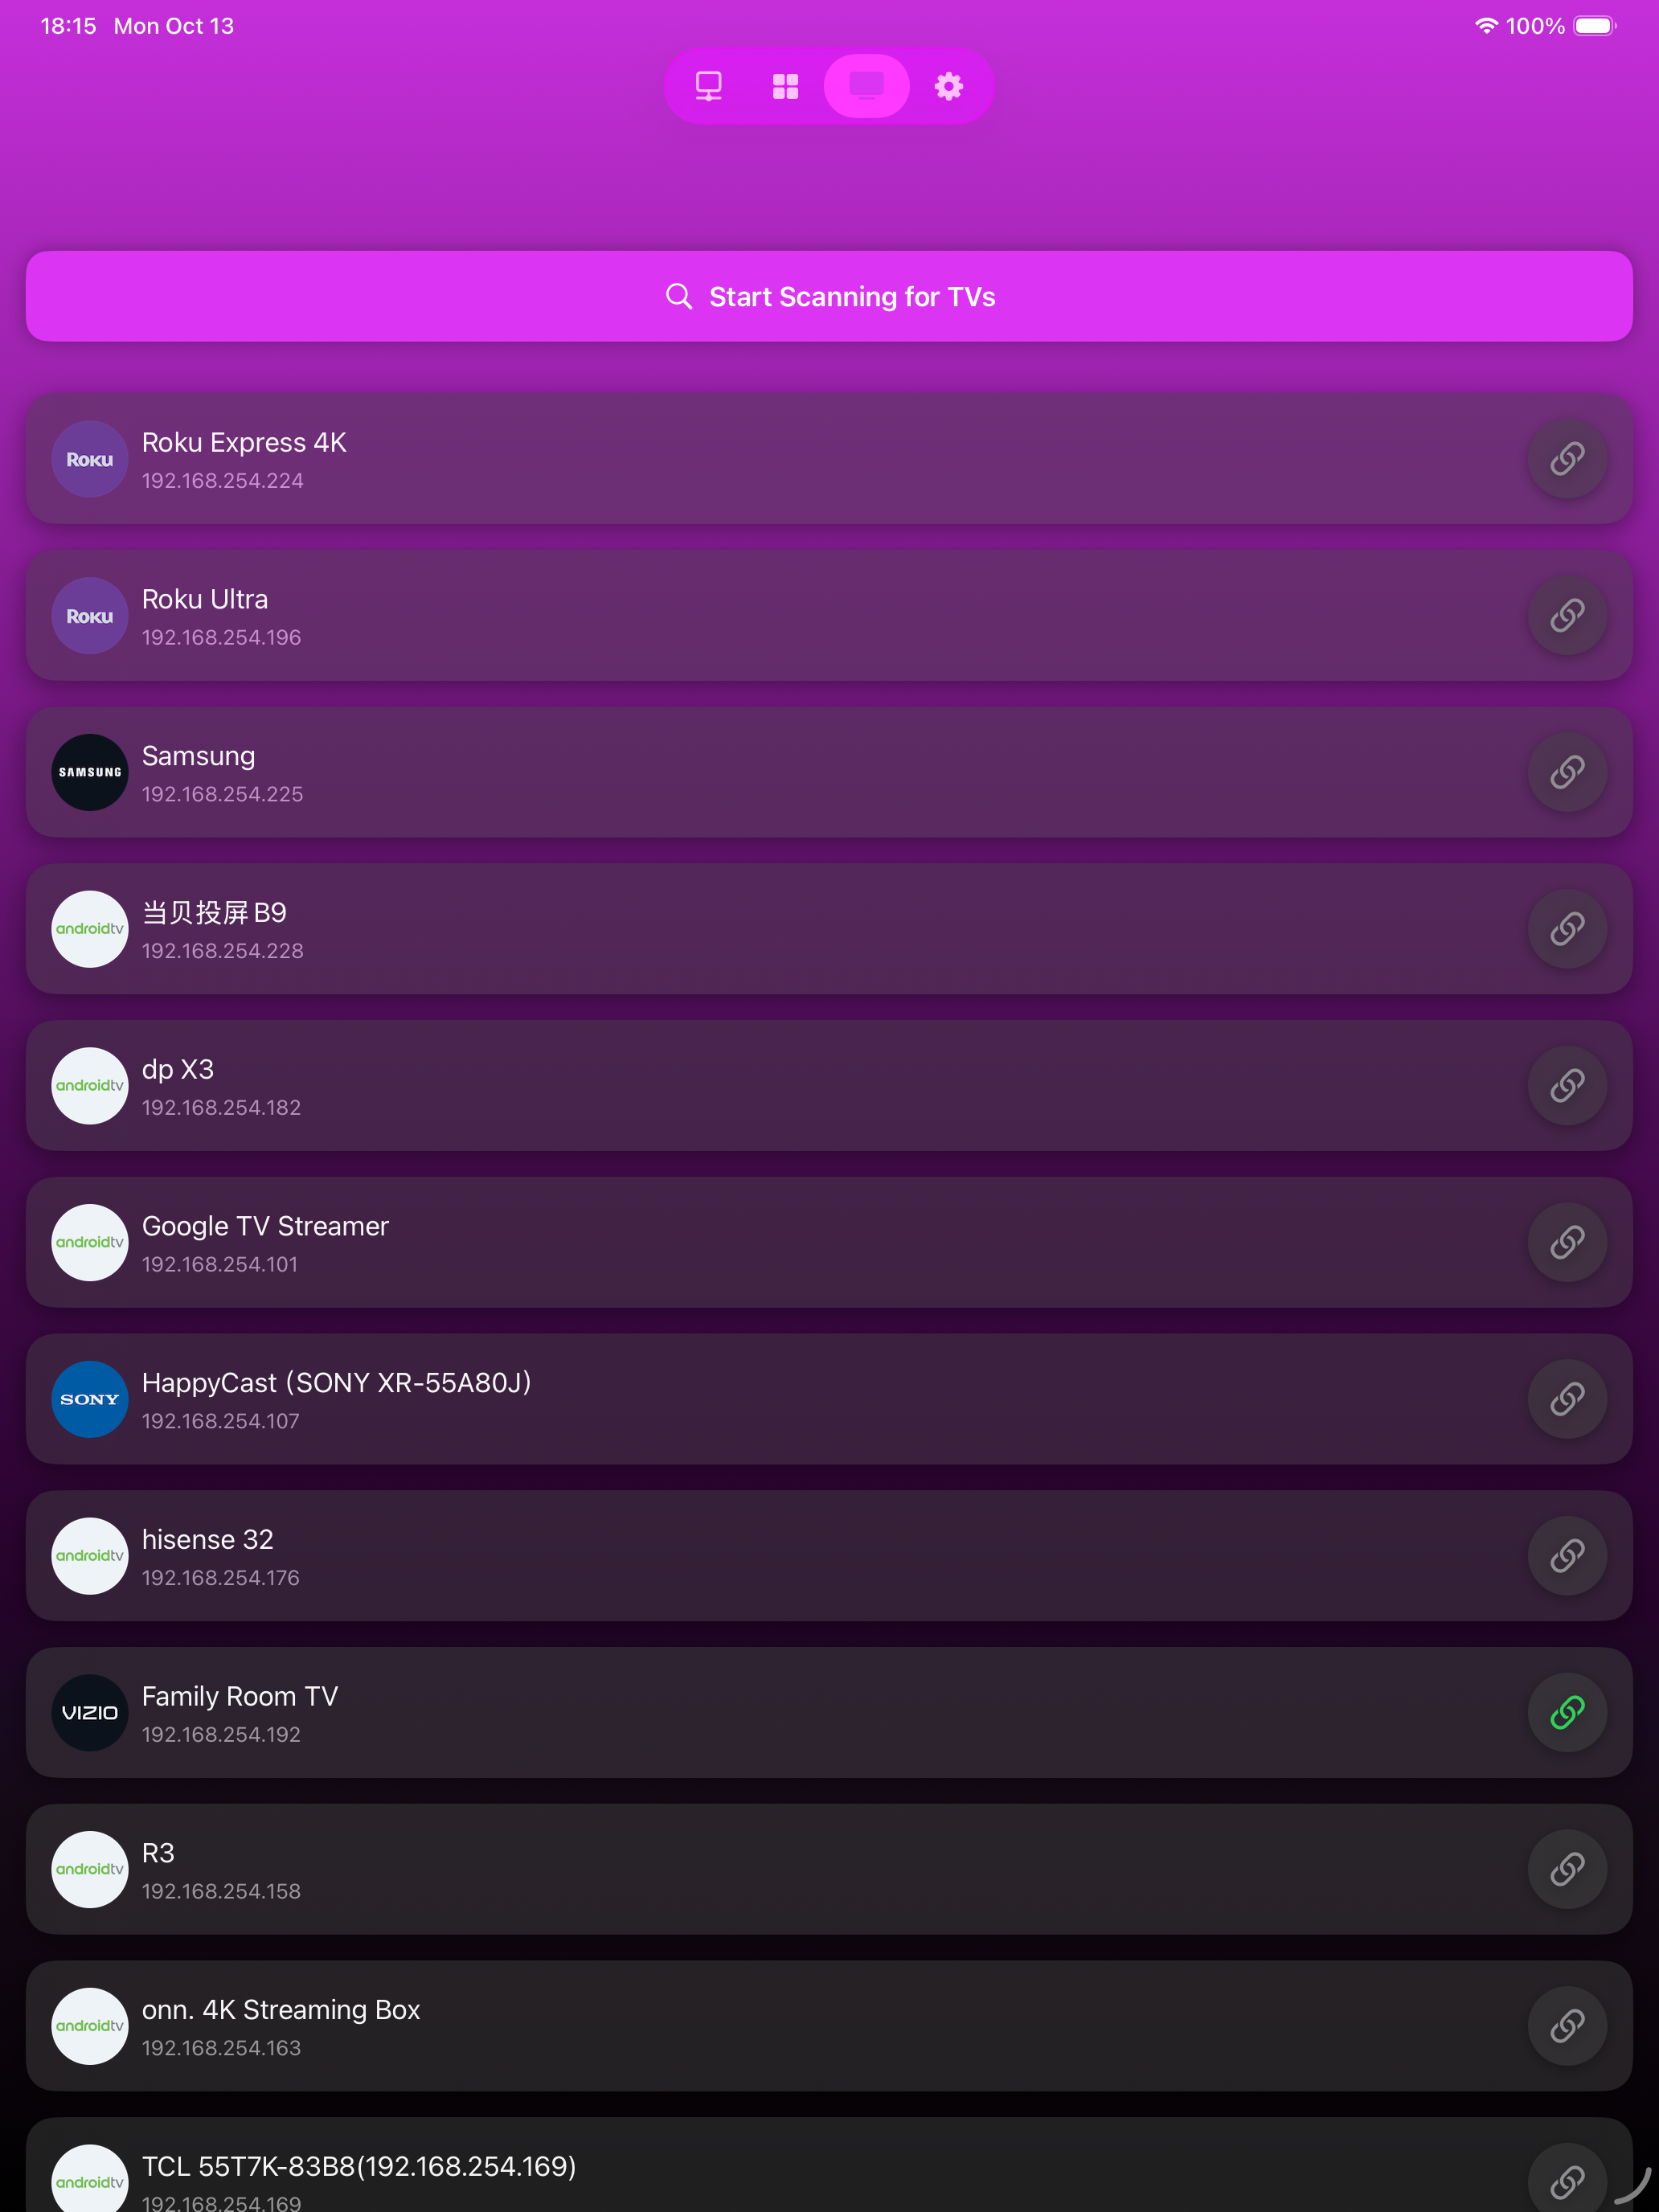 18:15 Mon Oct 13 100%
Start Scanning for TVs
Roku
Roku Express 4K
192.168.254.224
Roku
Roku Ultra
192.168.254.196
SAMSUNG
Samsung
192.168.254.225
androidtv
当贝投屏 B9
192.168.254.228
androidtv
dp X3
192.168.254.182
androidtv
Google TV Streamer
192.168.254.101
SONY
HappyCast (SONY XR-55A80J)
192.168.254.107
androidtv
hisense 32
192.168.254.176
VIZIO
Family Room TV
192.168.254.192
androidtv
R3
192.168.254.158
androidtv
onn. 4K Streaming Box
192.168.254.163
androidtv
TCL 55T7K-83B8(192.168.254.169)
192.168.254.169